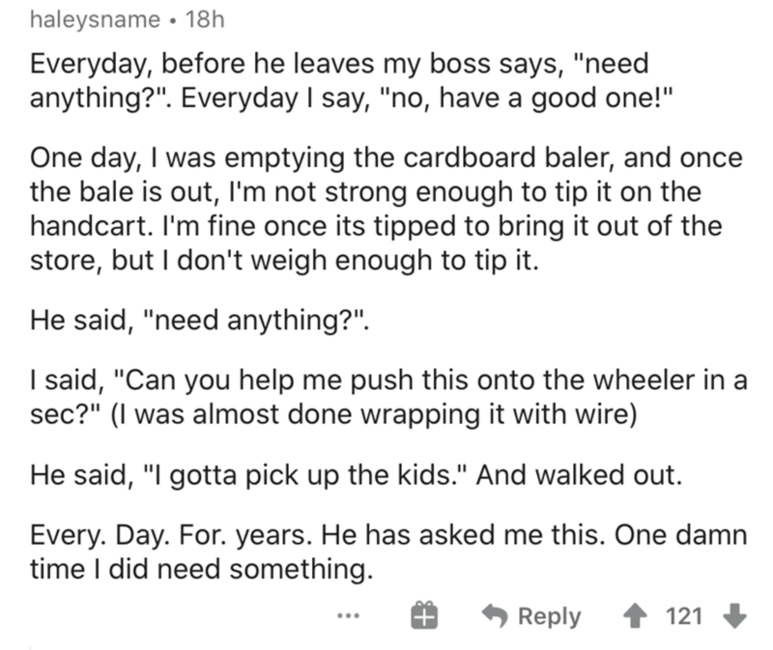 haleysname • 18h
Everyday, before he leaves my boss says, "need
anything?". Everyday I say, "no, have a good one!"
One day, I was emptying the cardboard baler, and once
the bale is out, I'm not strong enough to tip it on the
handcart. I'm fine once its tipped to bring it out of the
store, but I don't weigh enough to tip it.
He said, "need anything?".
I said, "Can you help me push this onto the wheeler in a
sec?" (I was almost done wrapping it with wire)
He said, "I gotta pick up the kids." And walked out.
Every. Day. For. years. He has asked me this. One damn
time I did need something.
... Reply 121